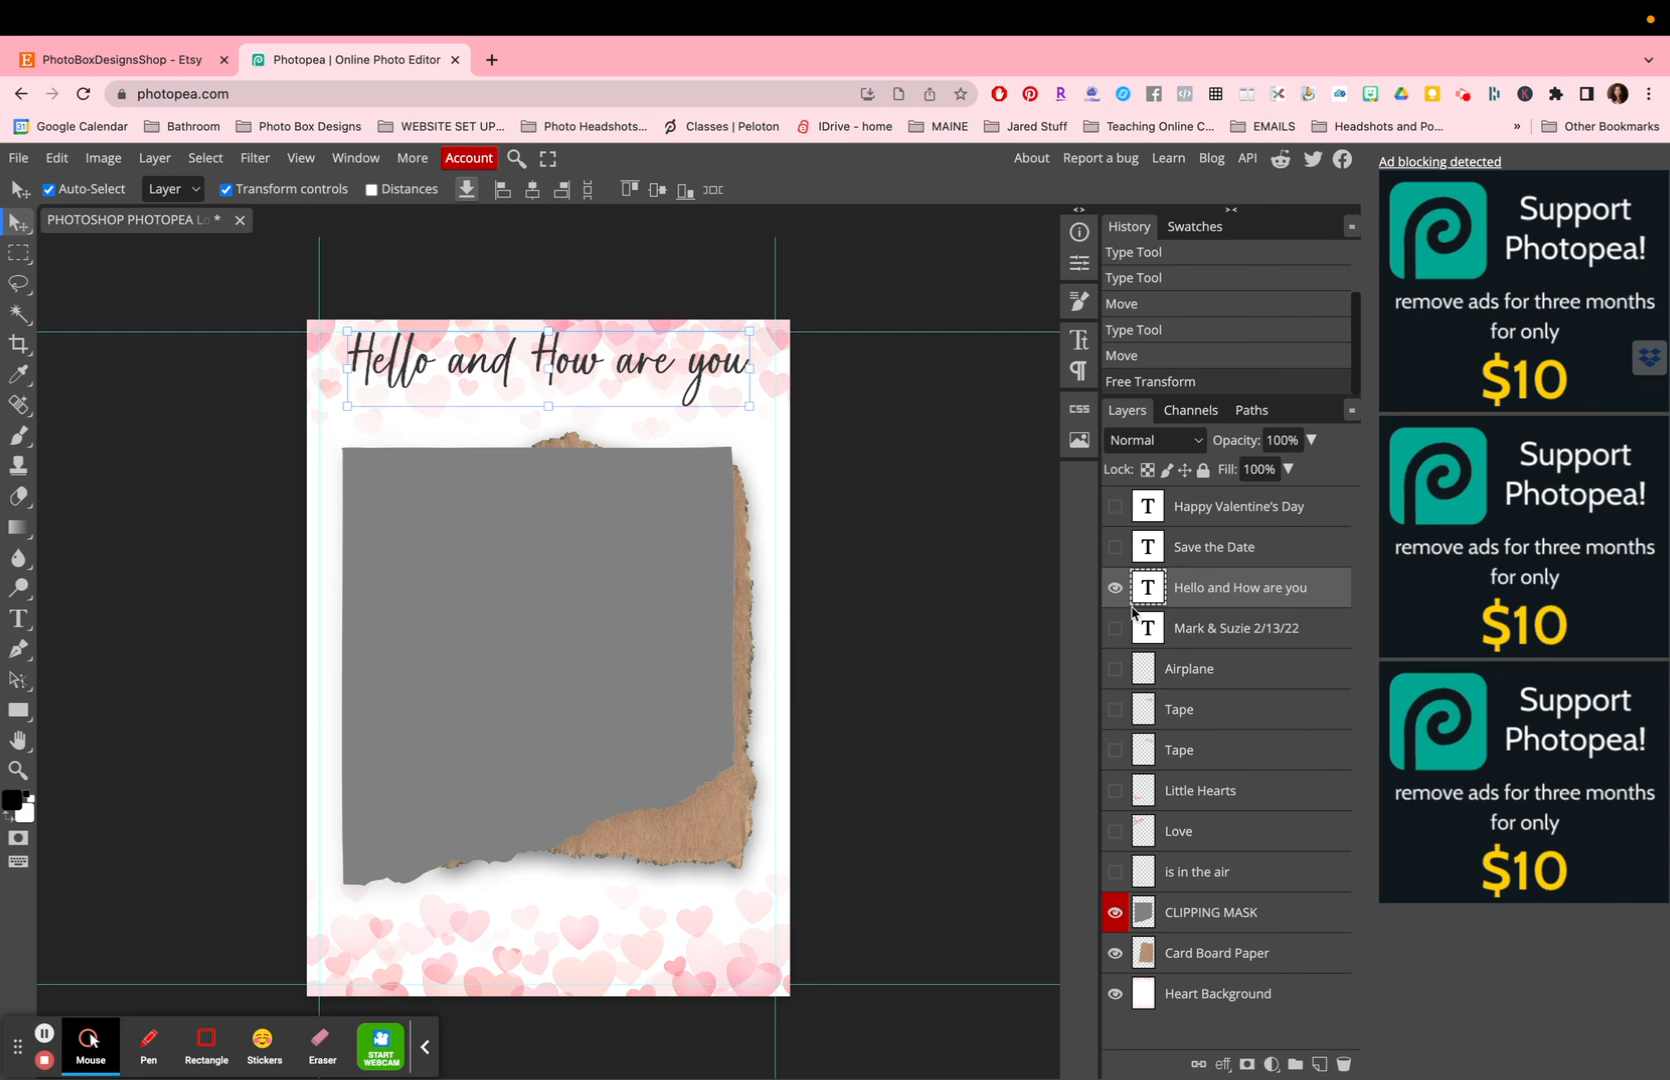 PhotoBoxDesignsShop - Etsy
Photopea | Online Photo Editor
photopea.com
Google Calendar
Bathroom
Photo Box Designs
WEBSITE SET UP...
Photo Headshots...
Classes | Peloton
IDrive - home
MAINE
Jared Stuff
Teaching Online C...
EMAILS
Headshots and Po...
»
Other Bookmarks
File Edit Image Layer Select Filter View Window More Account
About Report a bug Learn Blog API
Ad blocking detected
Auto-Select Layer Transform controls Distances
PHOTOSHOP PHOTOPEA Lo *
Hello and How are you
History Swatches
Type Tool
Type Tool
Move
Type Tool
Move
Free Transform
Layers Channels Paths
Normal Opacity: 100%
Lock: Fill: 100%
T Happy Valentine's Day
T Save the Date
T Hello and How are you
T Mark & Suzie 2/13/22
Airplane
Tape
Tape
Little Hearts
Love
is in the air
CLIPPING MASK
Card Board Paper
Heart Background
eff
CSS
Support
Photopea!
remove ads for three months
for only
$10
Support
Photopea!
remove ads for three months
for only
$10
Support
Photopea!
remove ads for three months
for only
$10
Mouse
Pen
Rectangle
Stickers
Eraser
START
WEBCAM